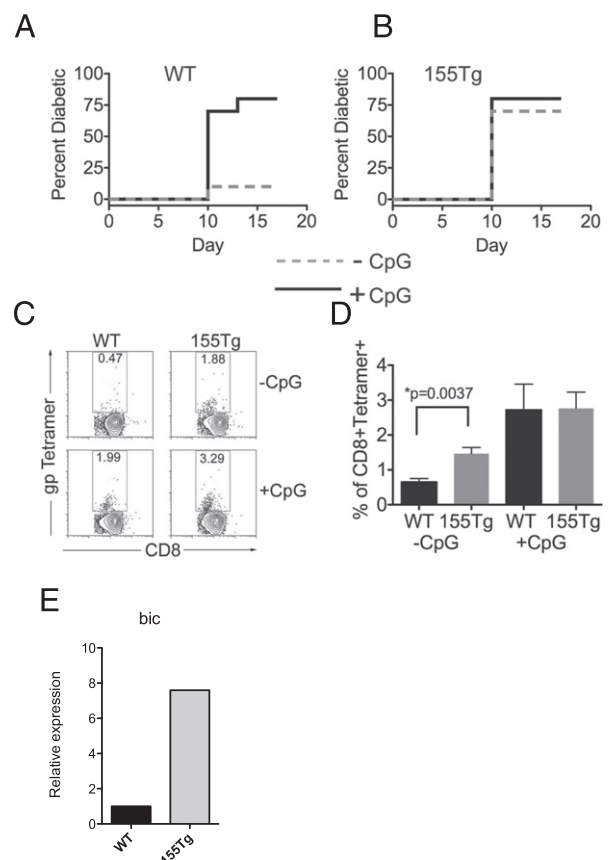 A
B
WT
155Tg
Percent Diabetic
100
75
50
25
0
0 5 10 15 20
Day
Percent Diabetic
100
75
50
25
0
0 5 10 15 20
Day
- CpG
+ CpG
C
D
WT 155Tg
0.47
1.88
-CpG
1.99
3.29
+CpG
gp Tetramer
CD8
% of CD8+Tetramer+
4
3
2
1
0
*p=0.0037
WT 155Tg WT 155Tg
-CpG +CpG
E
bic
Relative expression
10
8
6
4
2
0
WT
155Tg